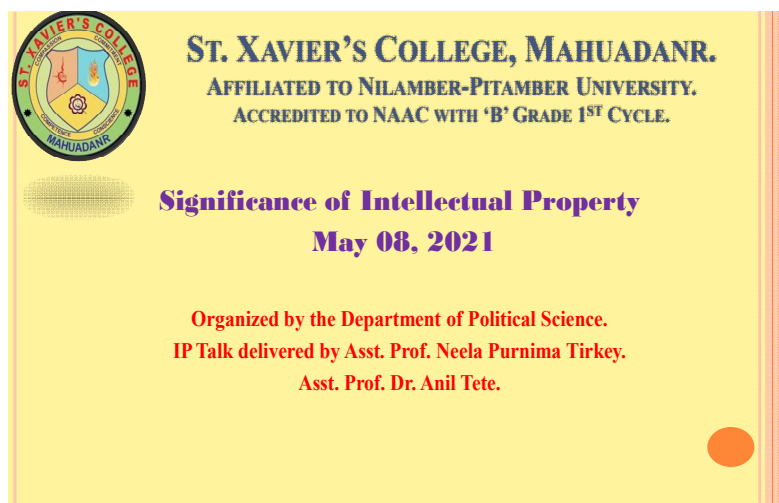 ST. XAVIER'S COLLEGE
COMPASSION
COMMITMENT
COMPETENCE
CONSCIENCE
MAHUADANR
ST. XAVIER'S COLLEGE, MAHUADANR.
AFFILIATED TO NILAMBER-PITAMBER UNIVERSITY.
ACCREDITED TO NAAC WITH 'B' GRADE 1ST CYCLE.
Significance of Intellectual Property
May 08, 2021
Organized by the Department of Political Science.
IP Talk delivered by Asst. Prof. Neela Purnima Tirkey.
Asst. Prof. Dr. Anil Tete.